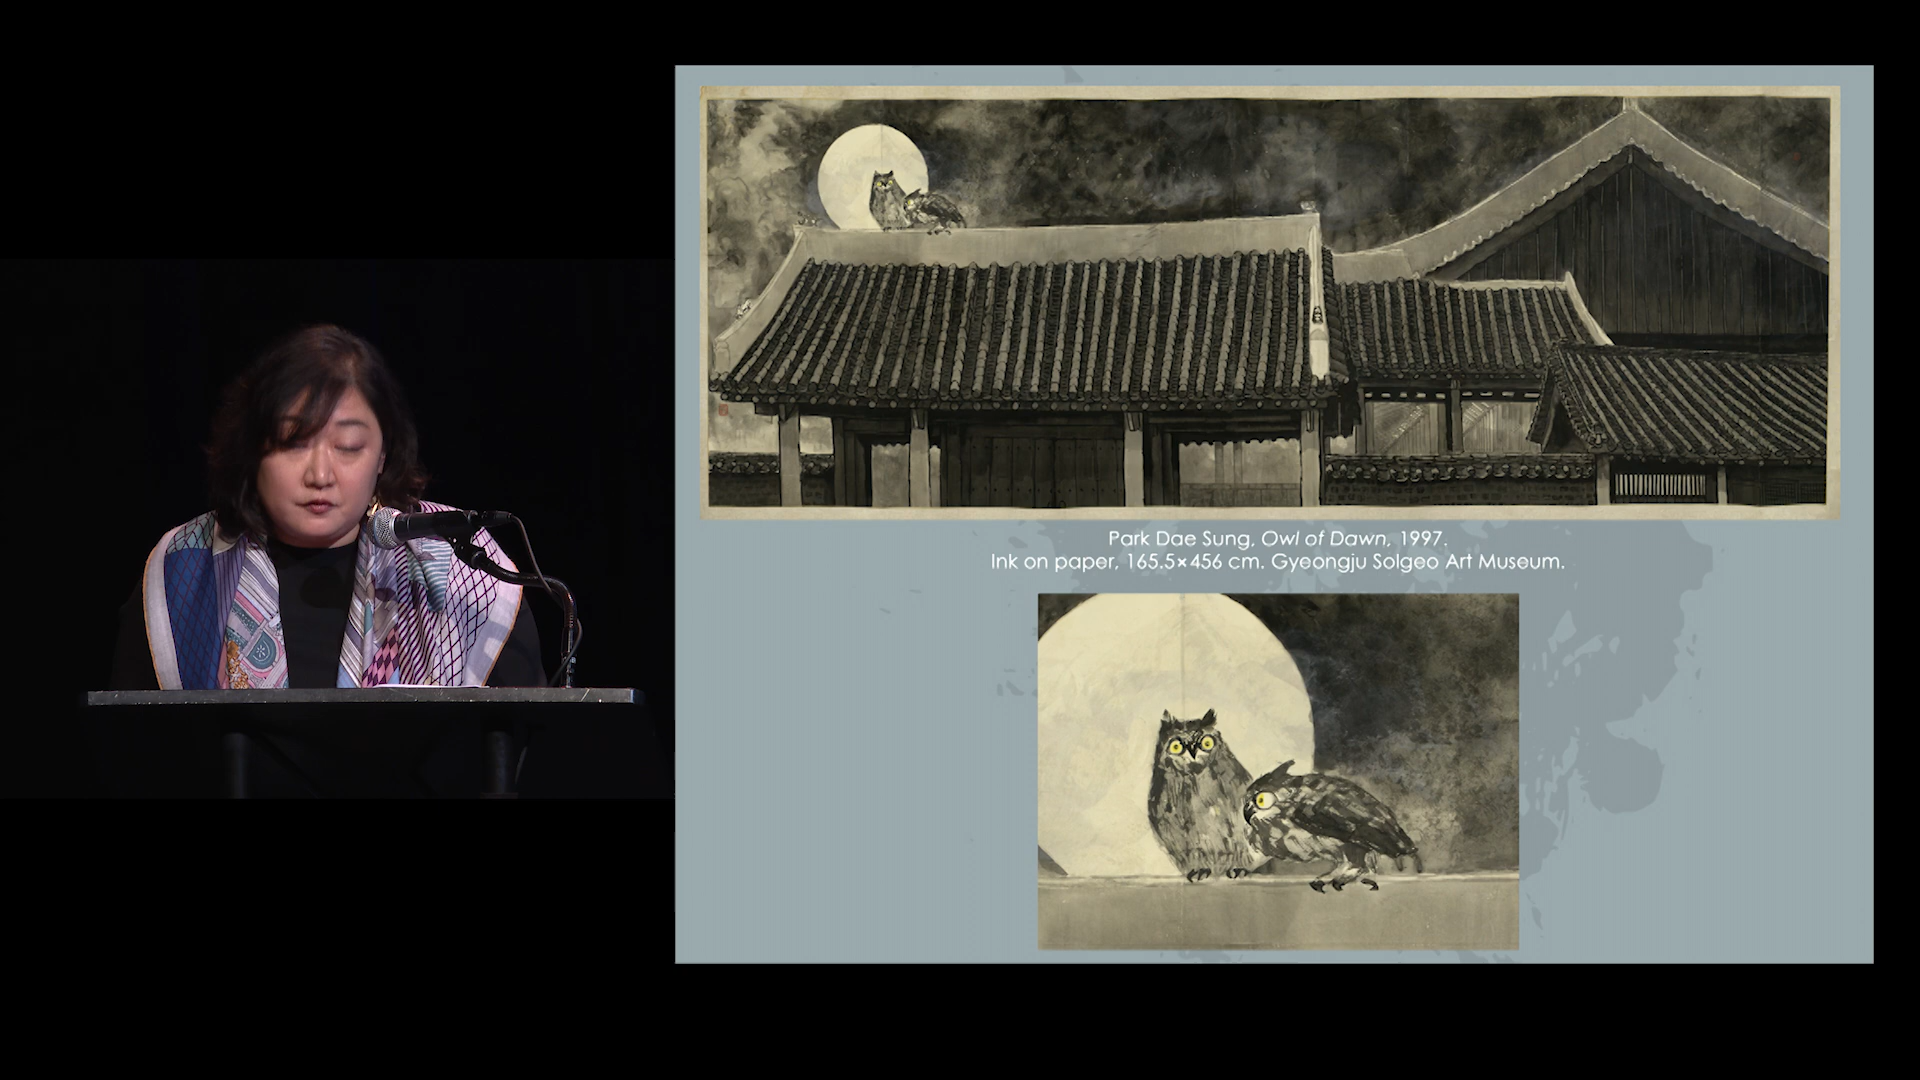 Park Dae Sung, Owl of Dawn, 1997.
Ink on paper, 165.5×456 cm. Gyeongju Solgeo Art Museum.